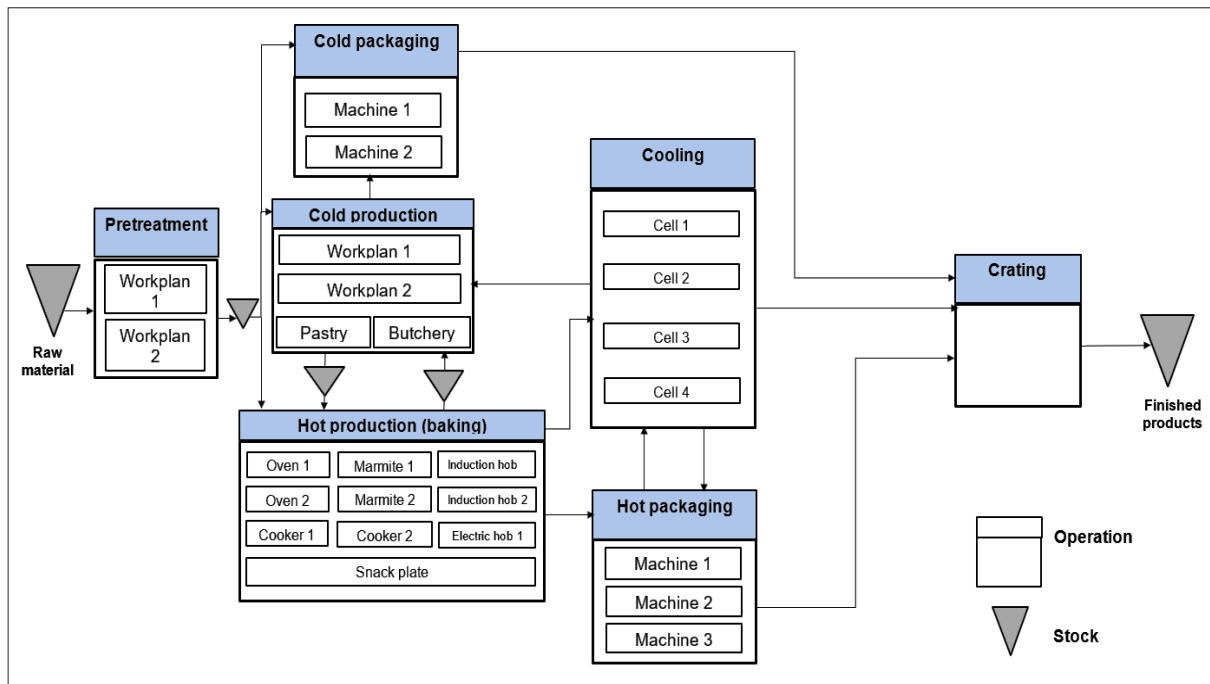 Cold packaging
Machine 1
Machine 2
Pretreatment
Workplan
1
Workplan
2
Raw
material
Cold production
Workplan 1
Workplan 2
Pastry
Butchery
Hot production (baking)
Oven 1
Marmite 1
Induction hob
Oven 2
Marmite 2
Induction hob 2
Cooker 1
Cooker 2
Electric hob 1
Snack plate
Cooling
Cell 1
Cell 2
Cell 3
Cell 4
Hot packaging
Machine 1
Machine 2
Machine 3
Crating
Finished
products
Operation
Stock